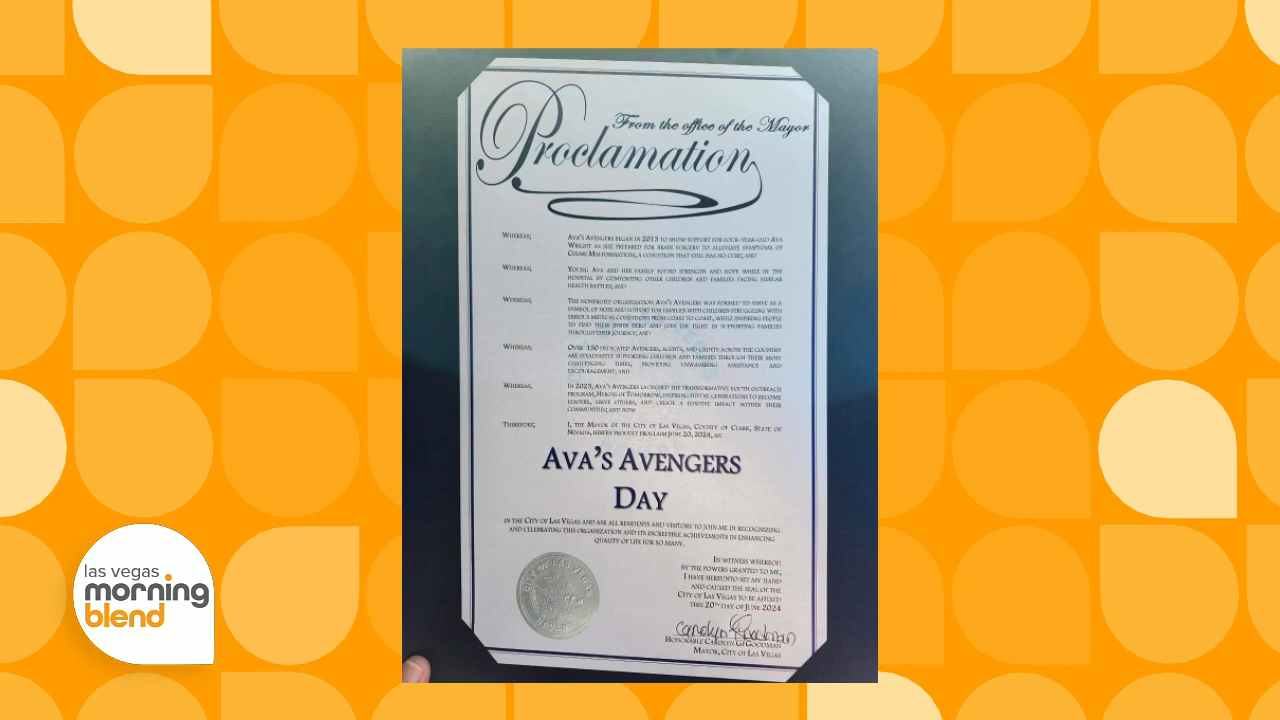 From the office of the Mayor
Proclamation
WHEREAS; AVA'S AVENGERS BEGAN IN 2013 TO SHOW SUPPORT FOR FOUR-YEAR-OLD AVA
WRIGHT AS SHE PREPARED FOR BRAIN SURGERY TO ALLEVIATE SYMPTOMS OF
CHIARI MALFORMATIONS, A CONDITION THAT STILL HAS NO CURE; AND
WHEREAS; YOUNG AVA AND HER FAMILY FOUND STRENGTH AND HOPE WHILE IN THE
HOSPITAL BY COMFORTING OTHER CHILDREN AND FAMILIES FACING SIMILAR
HEALTH BATTLES; AND
WHEREAS; THE NONPROFIT ORGANIZATION AVA'S AVENGERS WAS FORMED TO SERVE AS A
SYMBOL OF HOPE AND SUPPORT FOR FAMILIES WITH CHILDREN STRUGGLING WITH
SERIOUS MEDICAL CONDITIONS FROM COAST TO COAST, WHILE INSPIRING PEOPLE
TO FIND THEIR INNER HERO AND JOIN THE FIGHT IN SUPPORTING FAMILIES
THROUGH THEIR JOURNEY; AND
WHEREAS; OVER 150 DEDICATED AVENGERS, AGENTS, AND CADETS ACROSS THE COUNTRY
ARE STEADFASTLY SUPPORTING CHILDREN AND FAMILIES THROUGH THEIR MOST
CHALLENGING TIMES, PROVIDING UNWAVERING ASSISTANCE AND
ENCOURAGEMENT; AND
WHEREAS; IN 2023, AVA'S AVENGERS LAUNCHED THE TRANSFORMATIVE YOUTH OUTREACH
PROGRAM, HEROES OF TOMORROW, INSPIRING FUTURE GENERATIONS TO BECOME
LEADERS, SERVE OTHERS, AND CREATE A POSITIVE IMPACT WITHIN THEIR
COMMUNITIES; AND NOW
THEREFORE; I, THE MAYOR OF THE CITY OF LAS VEGAS, COUNTY OF CLARK, STATE OF
NEVADA, HEREBY PROUDLY PROCLAIM JUNE 20, 2024, AS:
AVA'S AVENGERS
DAY
IN THE CITY OF LAS VEGAS AND ASK ALL RESIDENTS AND VISITORS TO JOIN ME IN RECOGNIZING
AND CELEBRATING THIS ORGANIZATION AND ITS INCREDIBLE ACHIEVEMENTS IN ENHANCING
QUALITY OF LIFE FOR SO MANY.
IN WITNESS WHEREOF:
BY THE POWERS GRANTED TO ME,
I HAVE HEREUNTO SET MY HAND
AND CAUSED THE SEAL OF THE
CITY OF LAS VEGAS TO BE AFFIXED
THIS 20TH DAY OF JUNE 2024
Carolyn G Goodman
HONORABLE CAROLYN G. GOODMAN
MAYOR, CITY OF LAS VEGAS
CITY OF LAS VEGAS
NEVADA
las vegas
morning
blend